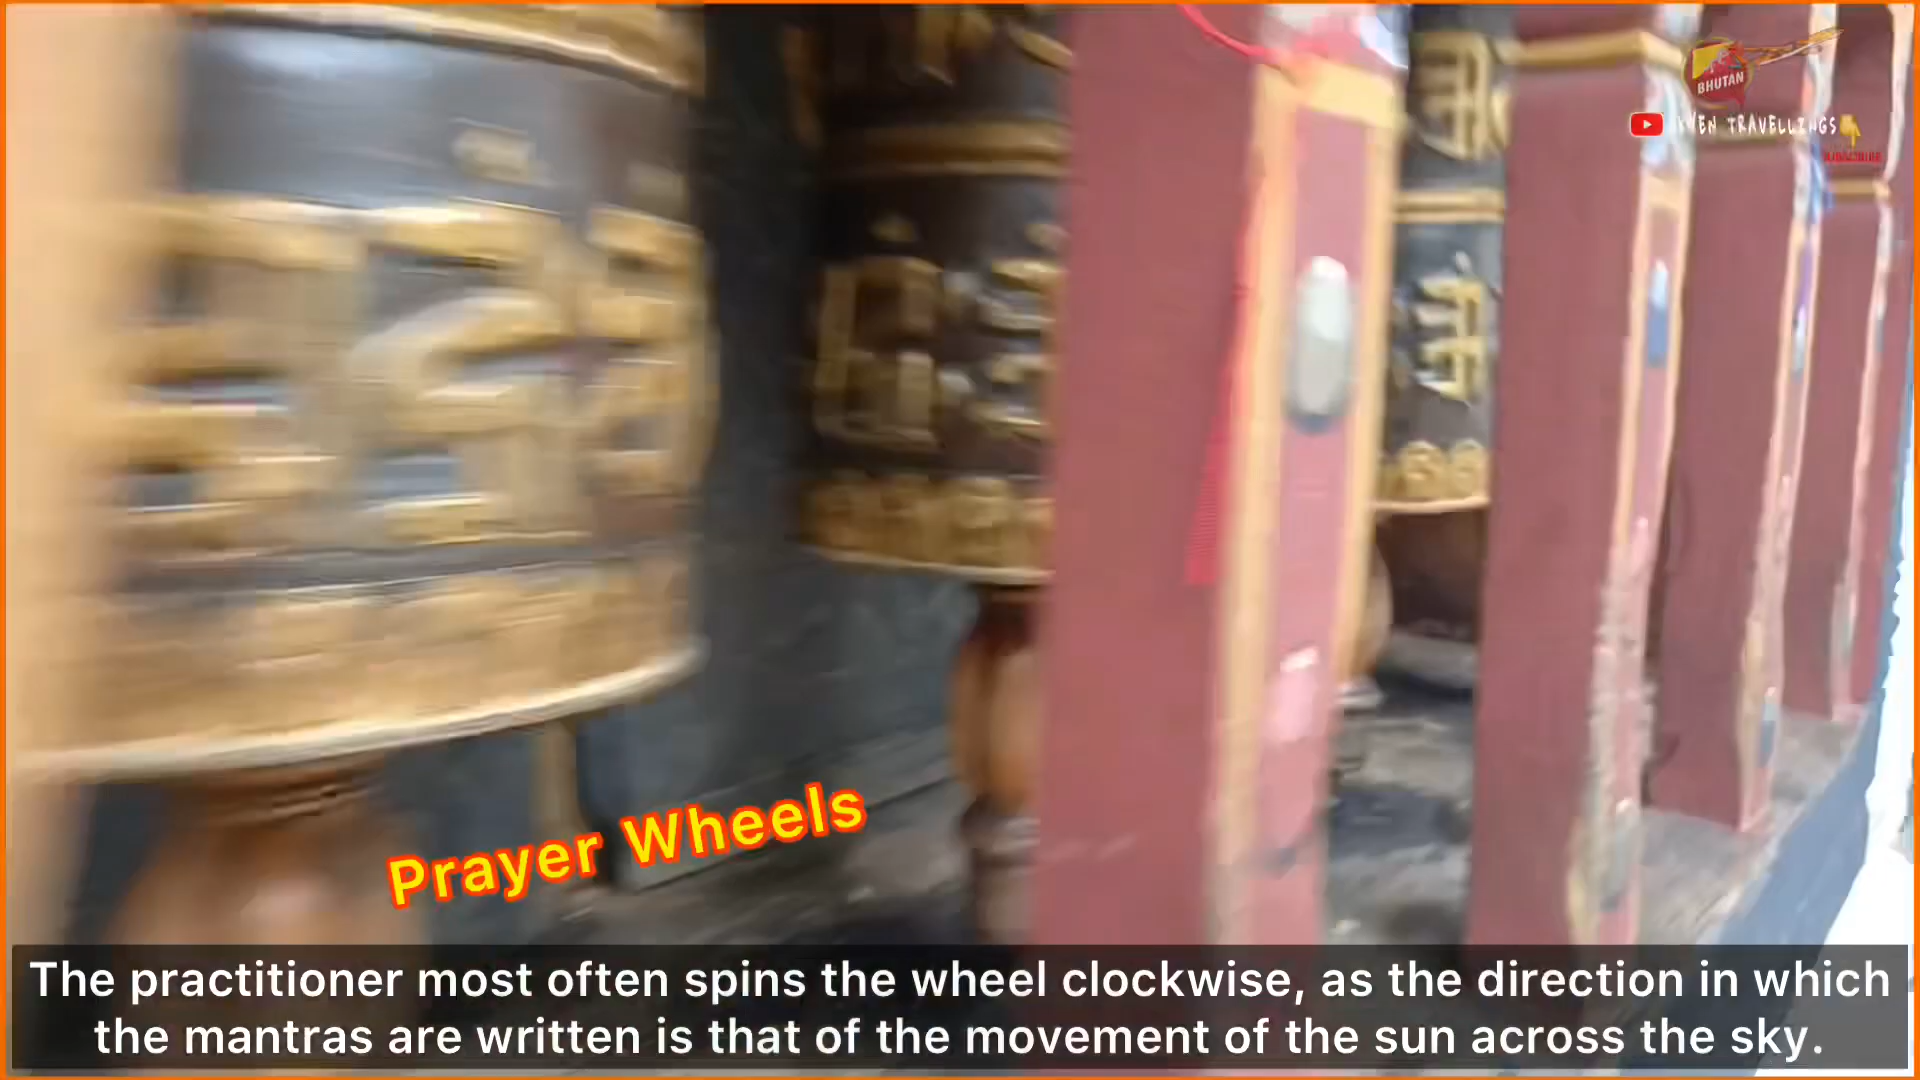 BHUTAN
TRAVELLINGS
SUBSCRIBE
Prayer Wheels
The practitioner most often spins the wheel clockwise, as the direction in which
the mantras are written is that of the movement of the sun across the sky.